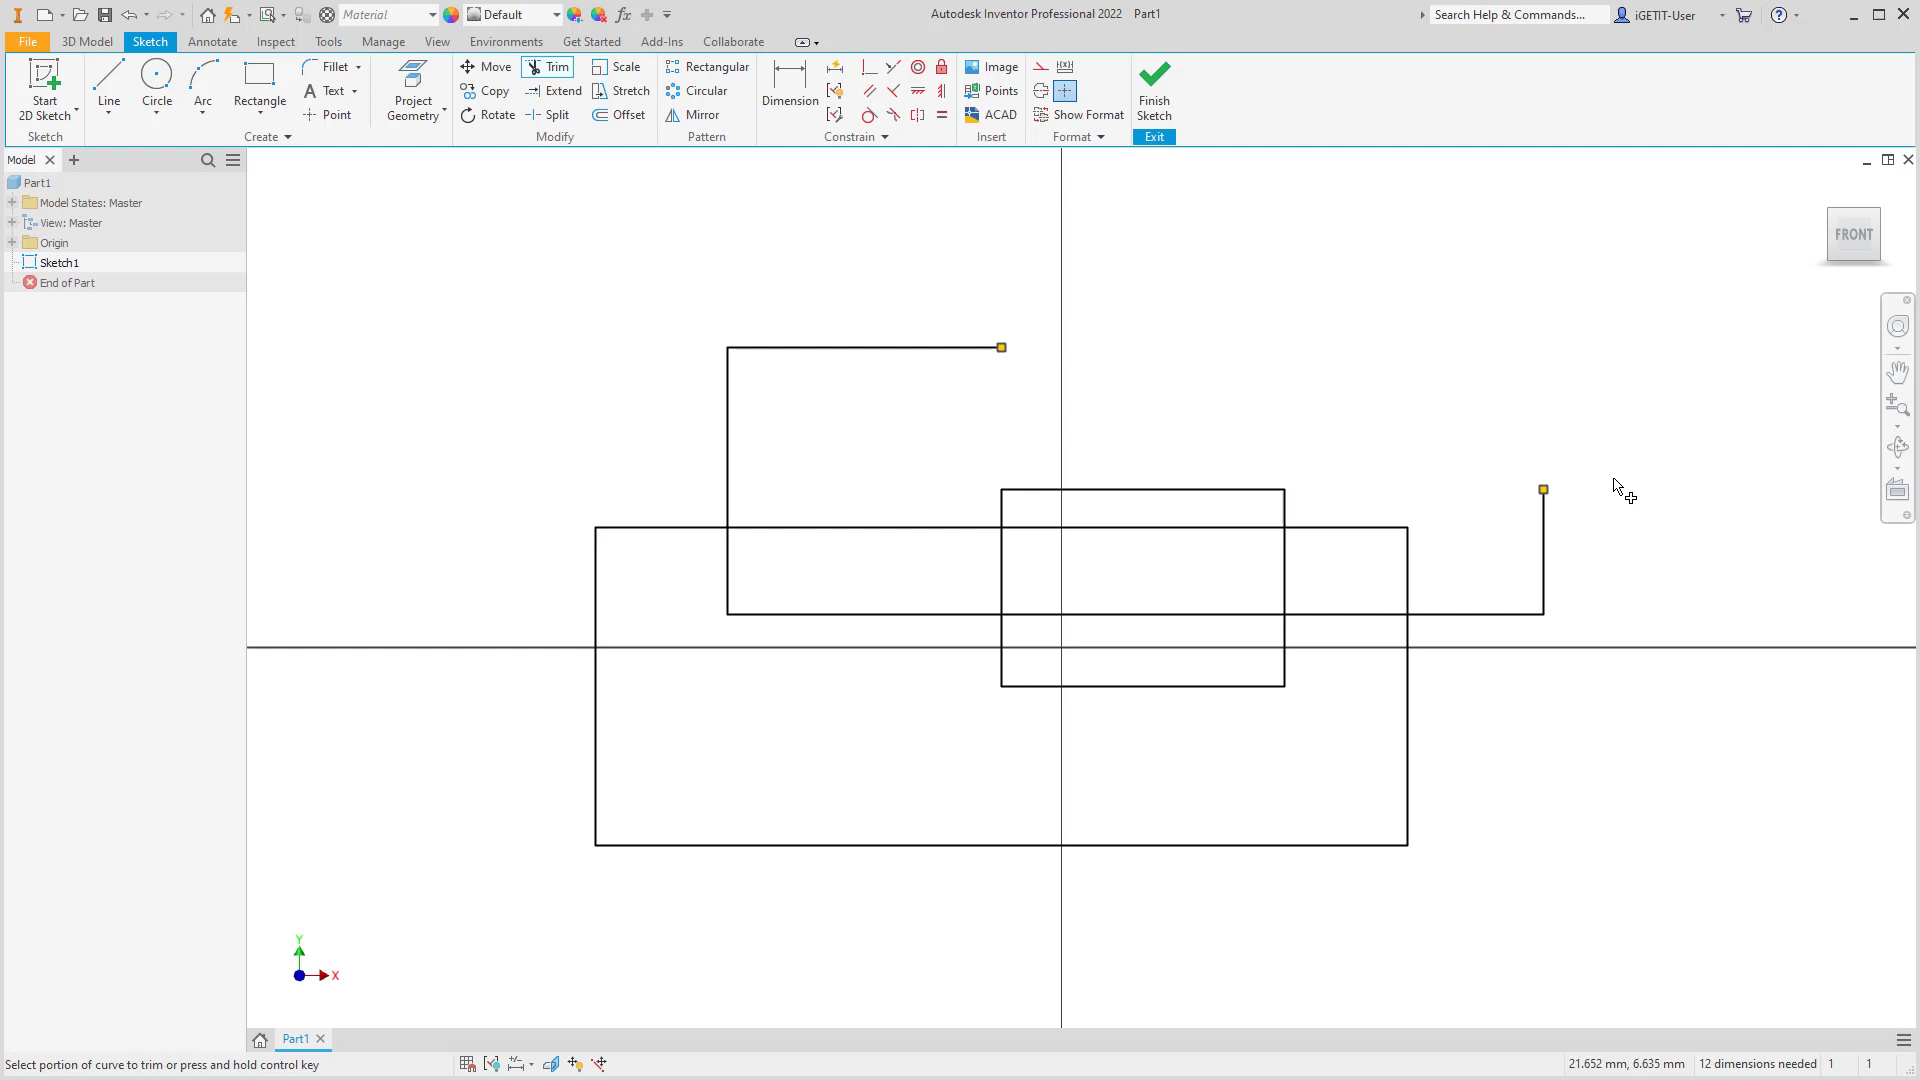 Material
Default
fx
Autodesk Inventor Professional 2022 Part1
Search Help & Commands...
iGETIT-User
File
3D Model
Sketch
Annotate
Inspect
Tools
Manage
View
Environments
Get Started
Add-Ins
Collaborate
Start
2D Sketch
Sketch
Line
Circle
Arc
Rectangle
Fillet
Text
Point
Create
Project
Geometry
Move
Copy
Rotate
Trim
Extend
Split
Scale
Stretch
Offset
Modify
Rectangular
Circular
Mirror
Pattern
Dimension
Constrain
Image
Points
ACAD
Insert
Show Format
Format
Finish
Sketch
Exit
Model
Part1
Model States: Master
View: Master
Origin
Sketch1
End of Part
FRONT
Y
X
Part1
Select portion of curve to trim or press and hold control key
21.652 mm, 6.635 mm
12 dimensions needed
1
1